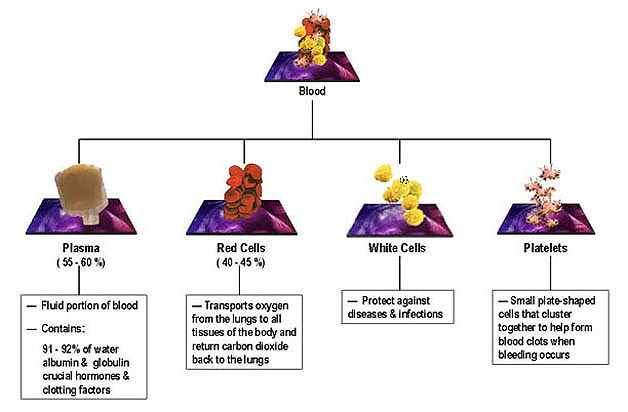 Blood
Plasma
( 55 - 60 %)
Red Cells
( 40 - 45 %)
White Cells
Platelets
— Fluid portion of blood
— Contains:
91 - 92% of water
albumin & globulin
crucial hormones &
clotting factors
— Transports oxygen
from the lungs to all
tissues of the body and
return carbon dioxide
back to the lungs
— Protect against
diseases & infections
— Small plate-shaped
cells that cluster
together to help form
blood clots when
bleeding occurs